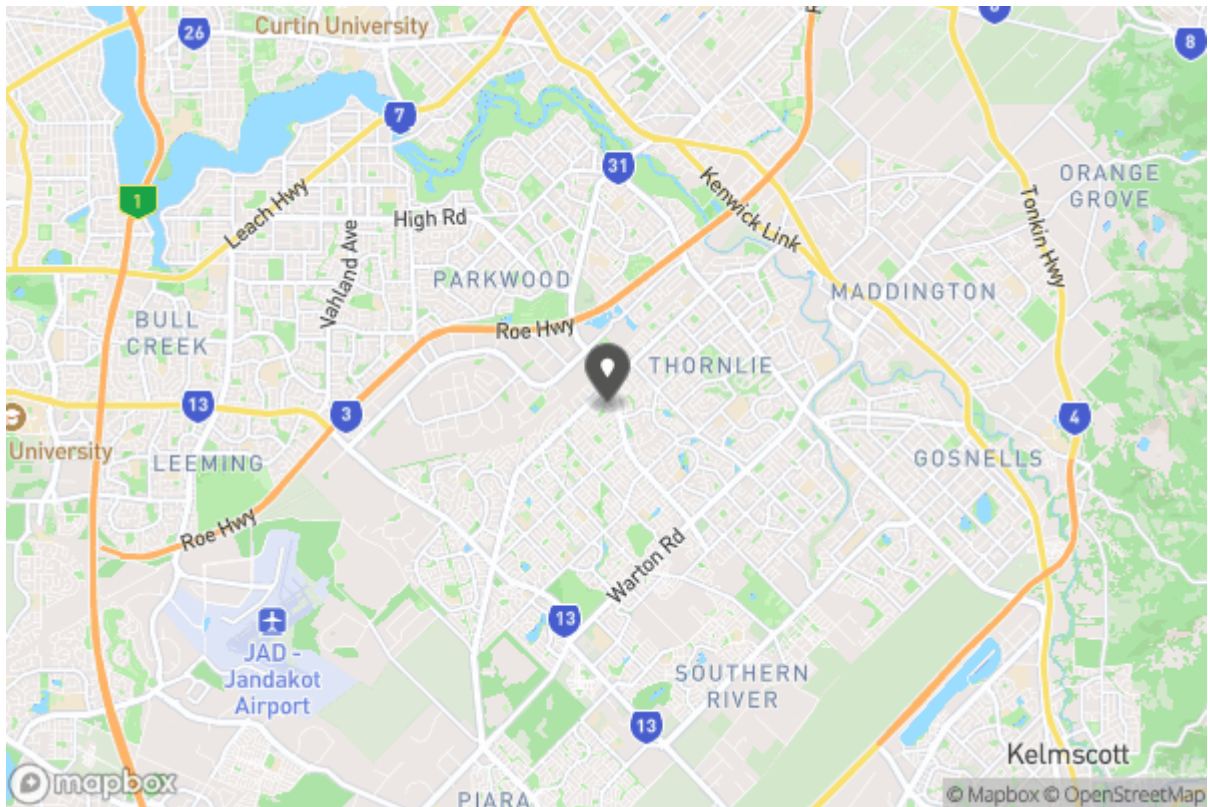 Curtin University
26
8
7
1
31
ORANGE
GROVE
Kenwick Link
Tonkin Hwy
Leach Hwy
High Rd
Vahland Ave
PARKWOOD
MADDINGTON
BULL
CREEK
Roe Hwy
THORNLIE
13
3
4
University
LEEMING
GOSNELLS
Roe Hwy
Warton Rd
13
JAD -
Jandakot
Airport
SOUTHERN
RIVER
13
Kelmscott
mapbox
PIARA
© Mapbox © OpenStreetMap